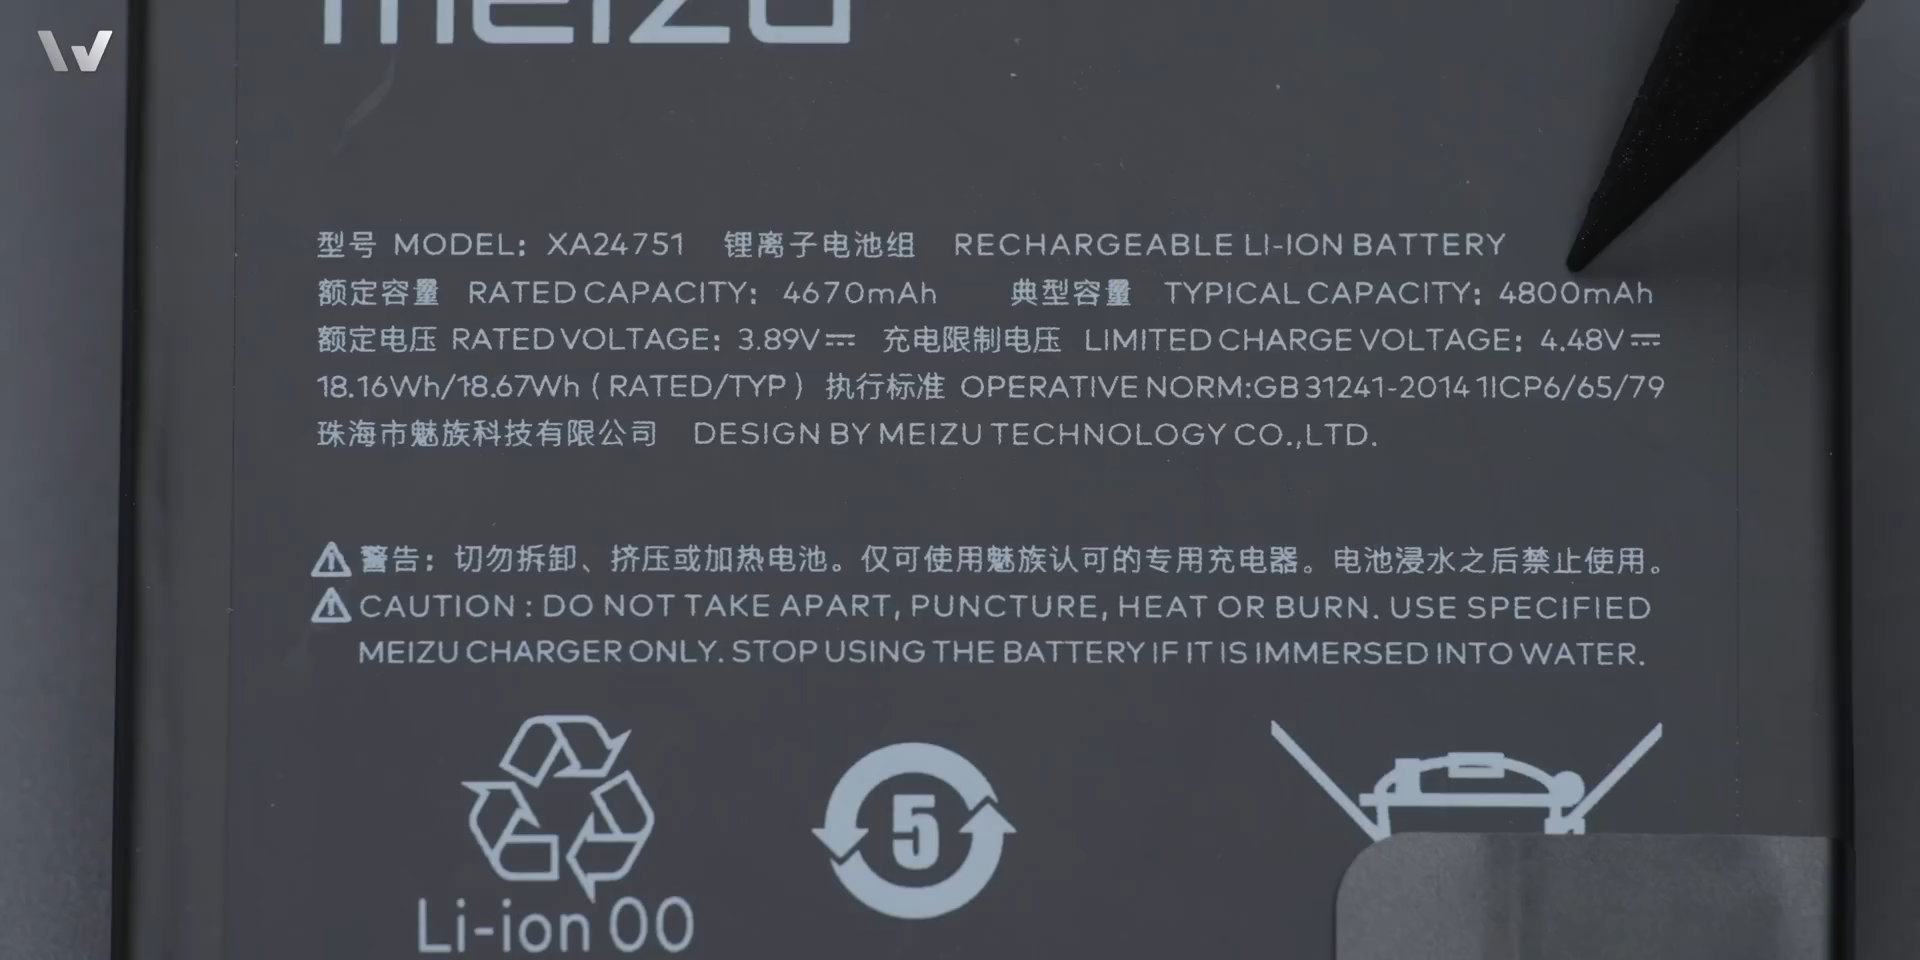 meizu
型号 MODEL: XA24751 锂离子电池组 RECHARGEABLE LI-ION BATTERY
额定容量 RATED CAPACITY: 4670mAh 典型容量 TYPICAL CAPACITY: 4800mAh
额定电压 RATED VOLTAGE: 3.89V⎓ 充电限制电压 LIMITED CHARGE VOLTAGE: 4.48V⎓
18.16Wh/18.67Wh (RATED/TYP) 执行标准 OPERATIVE NORM:GB 31241-2014 1ICP6/65/79
珠海市魅族科技有限公司 DESIGN BY MEIZU TECHNOLOGY CO.,LTD.
警告: 切勿拆卸、挤压或加热电池。仅可使用魅族认可的专用充电器。电池浸水之后禁止使用。
CAUTION : DO NOT TAKE APART, PUNCTURE, HEAT OR BURN. USE SPECIFIED
MEIZU CHARGER ONLY. STOP USING THE BATTERY IF IT IS IMMERSED INTO WATER.
5
Li-ion 00